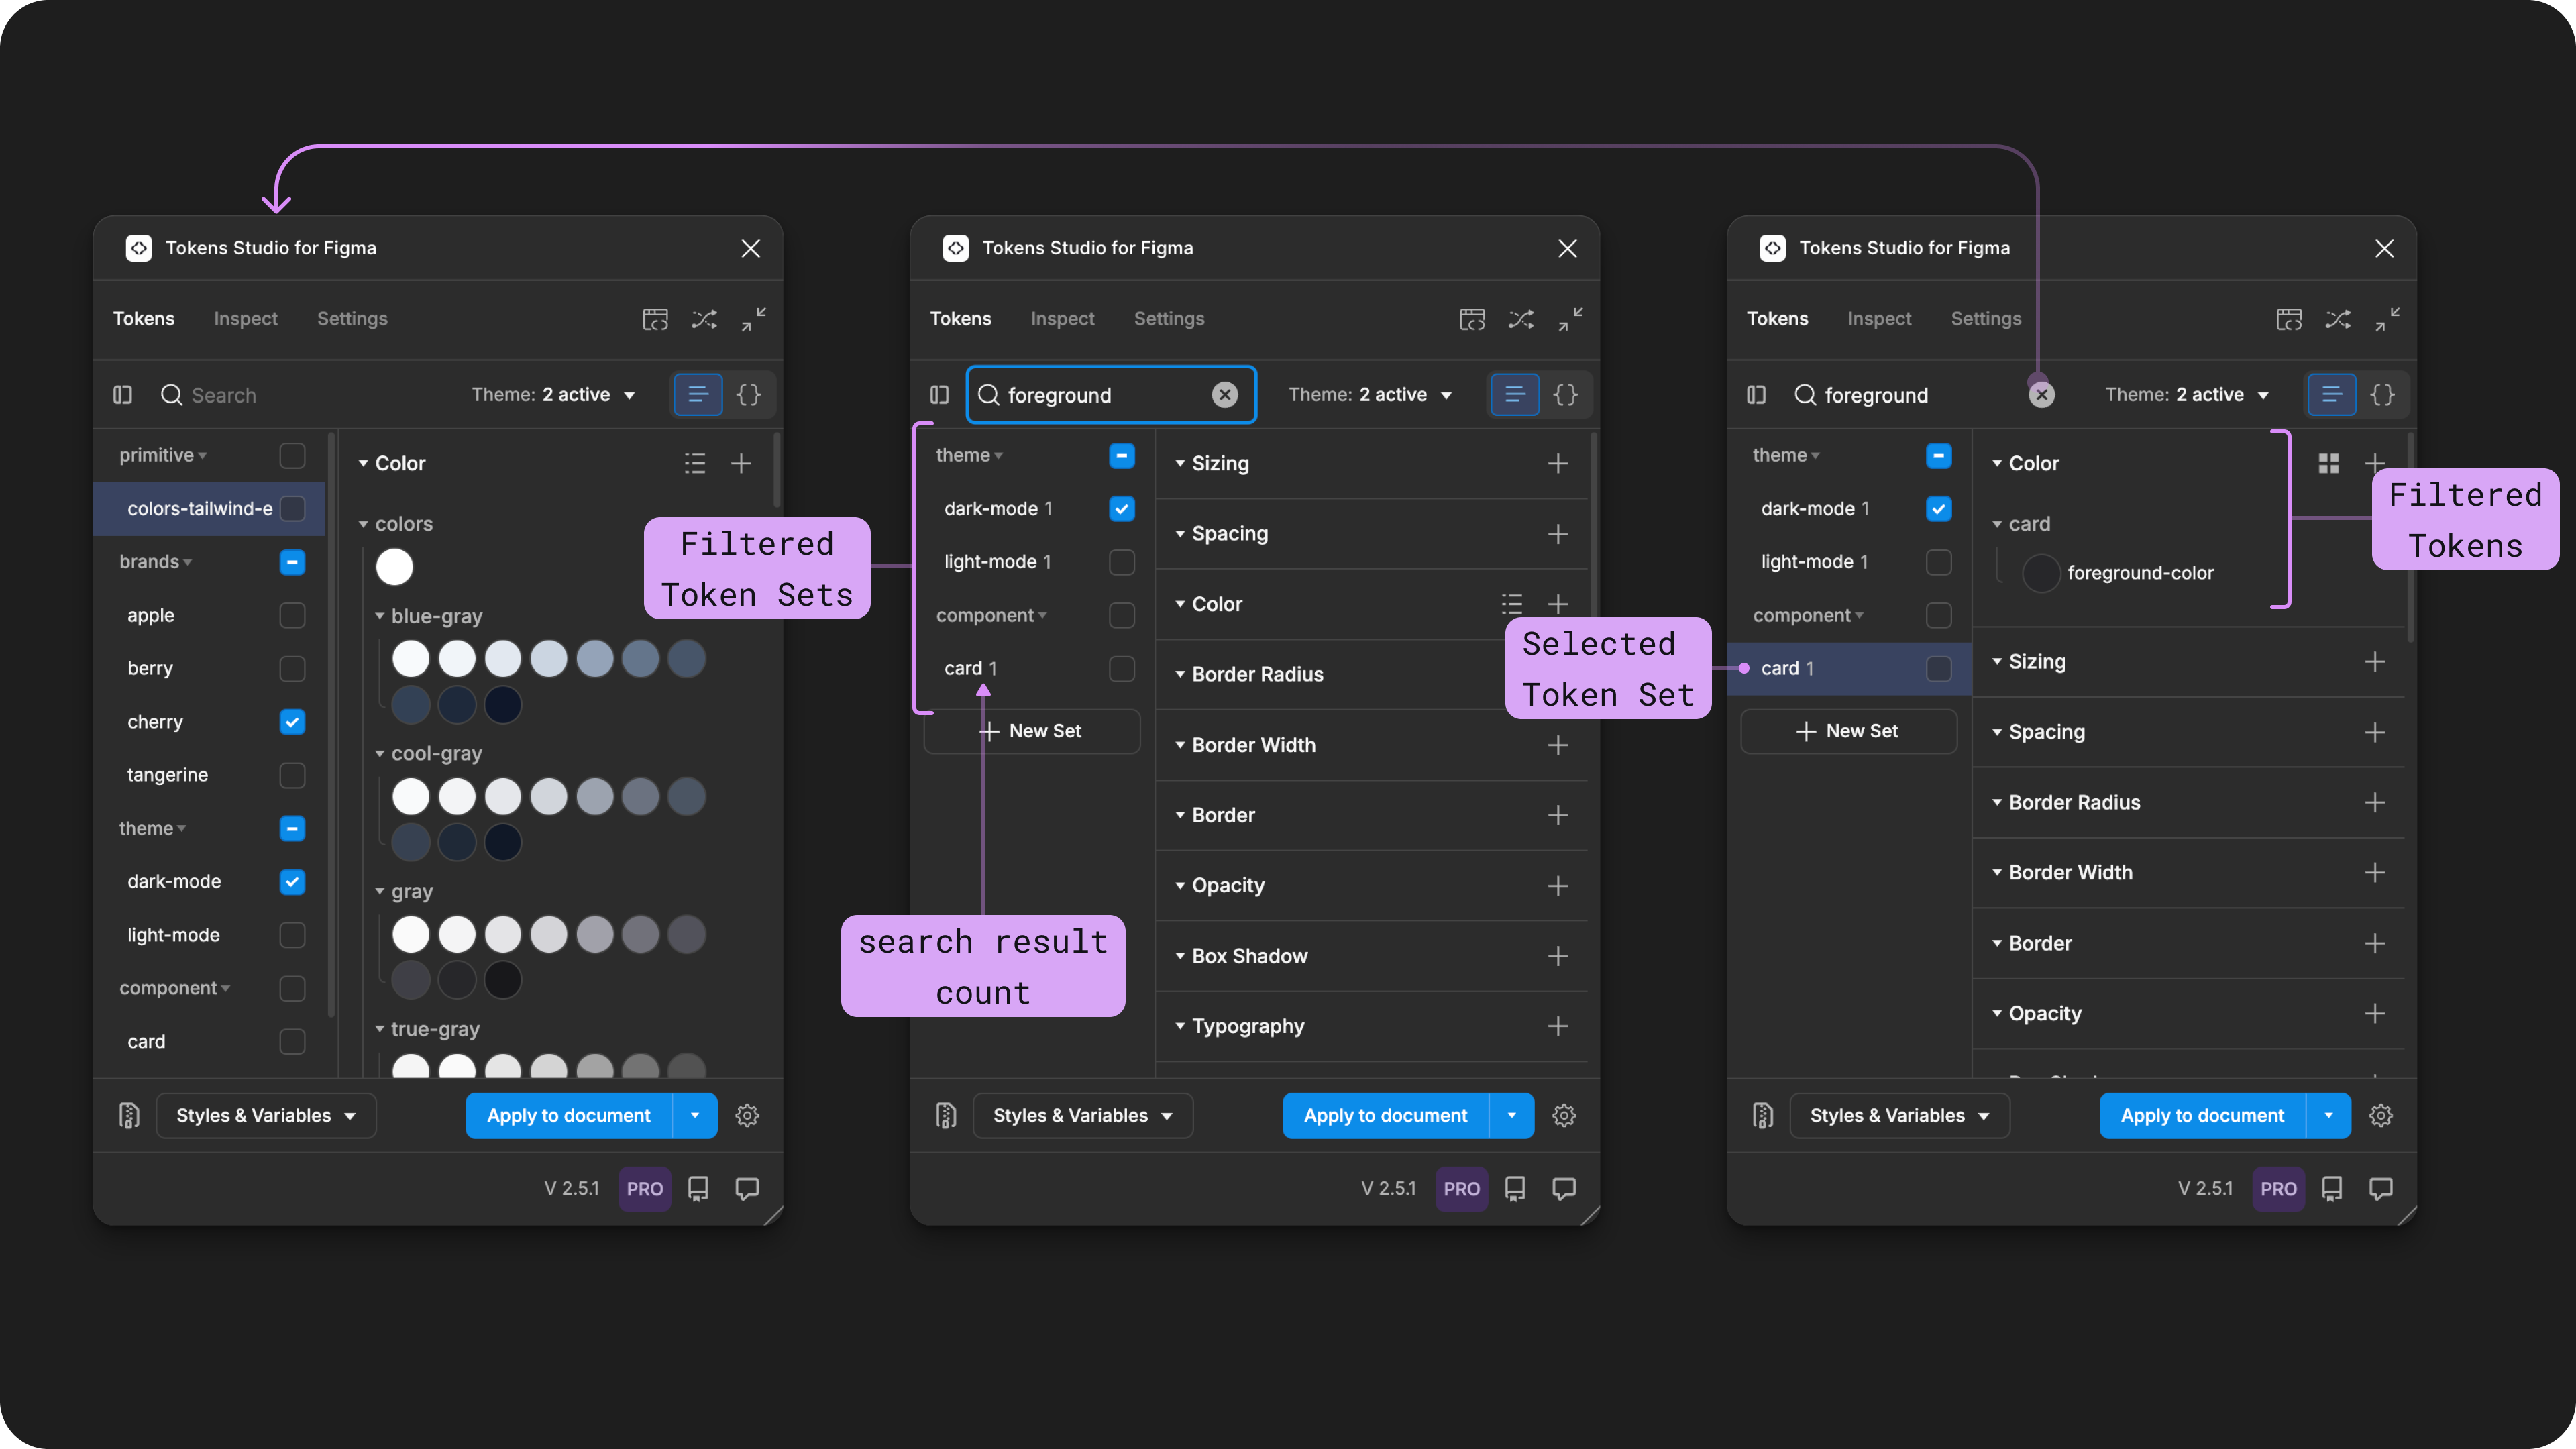 Tokens Studio for Figma
Tokens Inspect Settings
Search
Theme: 2 active
primitive
colors-tailwind-e
brands
apple
berry
cherry
tangerine
theme
dark-mode
light-mode
component
card
Color
colors
blue-gray
cool-gray
gray
true-gray
Styles & Variables
Apply to document
V 2.5.1
PRO
Filtered
Token Sets
Tokens Studio for Figma
Tokens Inspect Settings
foreground
Theme: 2 active
theme
dark-mode 1
light-mode 1
component
card 1
New Set
search result
count
Sizing
Spacing
Color
Border Radius
Border Width
Border
Opacity
Box Shadow
Typography
Styles & Variables
Apply to document
V 2.5.1
PRO
Selected
Token Set
Tokens Studio for Figma
Tokens Inspect Settings
foreground
Theme: 2 active
theme
dark-mode 1
light-mode 1
component
card 1
New Set
Color
card
foreground-color
Filtered
Tokens
Sizing
Spacing
Border Radius
Border Width
Border
Opacity
Styles & Variables
Apply to document
V 2.5.1
PRO